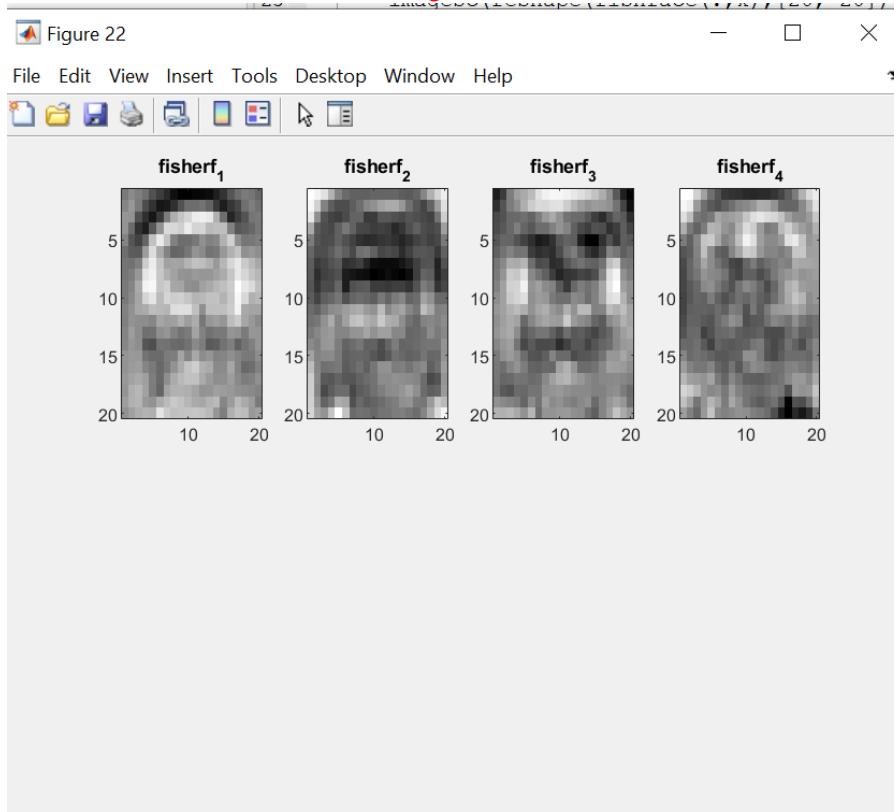 Figure 22
File Edit View Insert Tools Desktop Window Help
fisherf1 fisherf2 fisherf3 fisherf4
5 5 5 5
10 10 10 10
15 15 15 15
20 20 20 20
10 20 10 20 10 20 10 20